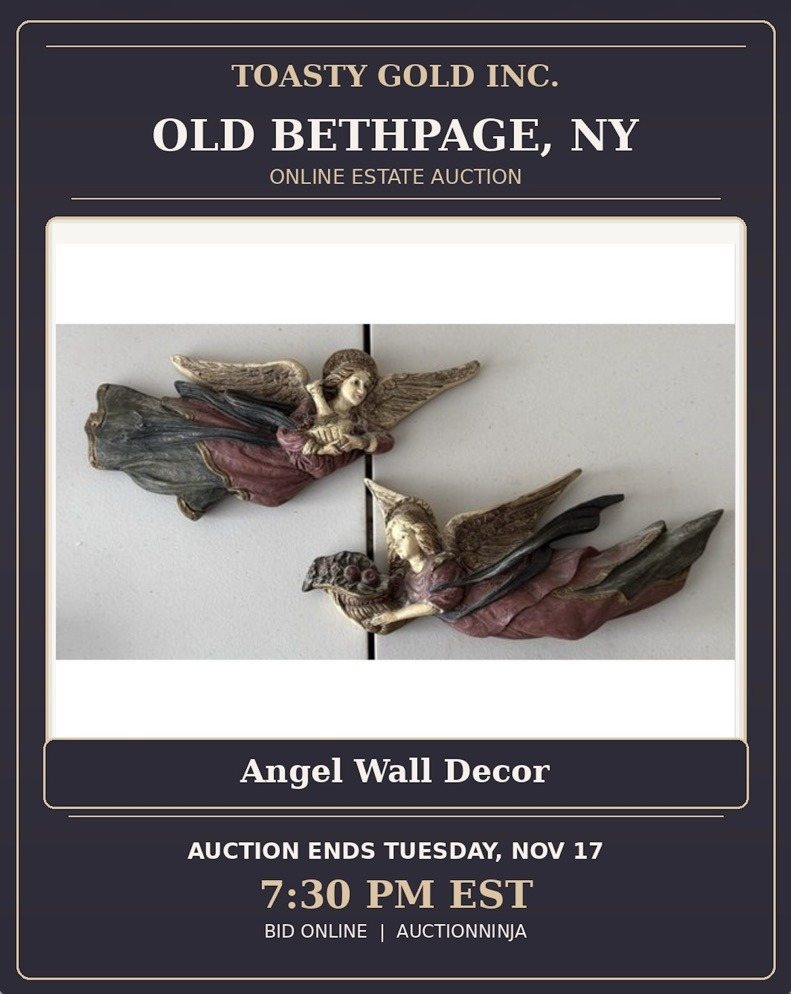 TOASTY GOLD INC.
OLD BETHPAGE, NY
ONLINE ESTATE AUCTION
Angel Wall Decor
AUCTION ENDS TUESDAY, NOV 17
7:30 PM EST
BID ONLINE | AUCTIONNINJA